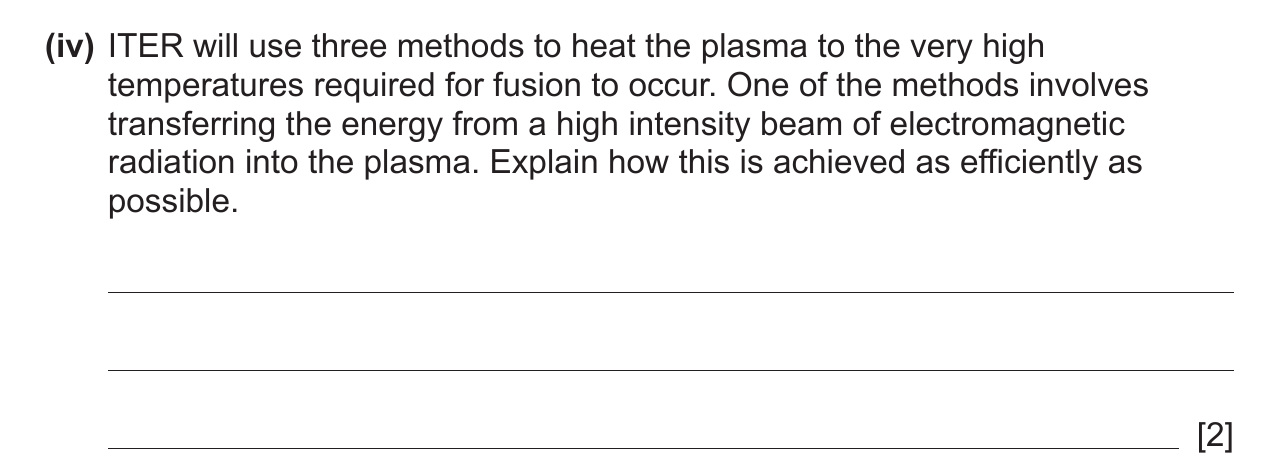 (iv) ITER will use three methods to heat the plasma to the very high
temperatures required for fusion to occur. One of the methods involves
transferring the energy from a high intensity beam of electromagnetic
radiation into the plasma. Explain how this is achieved as efficiently as
possible.
[2]